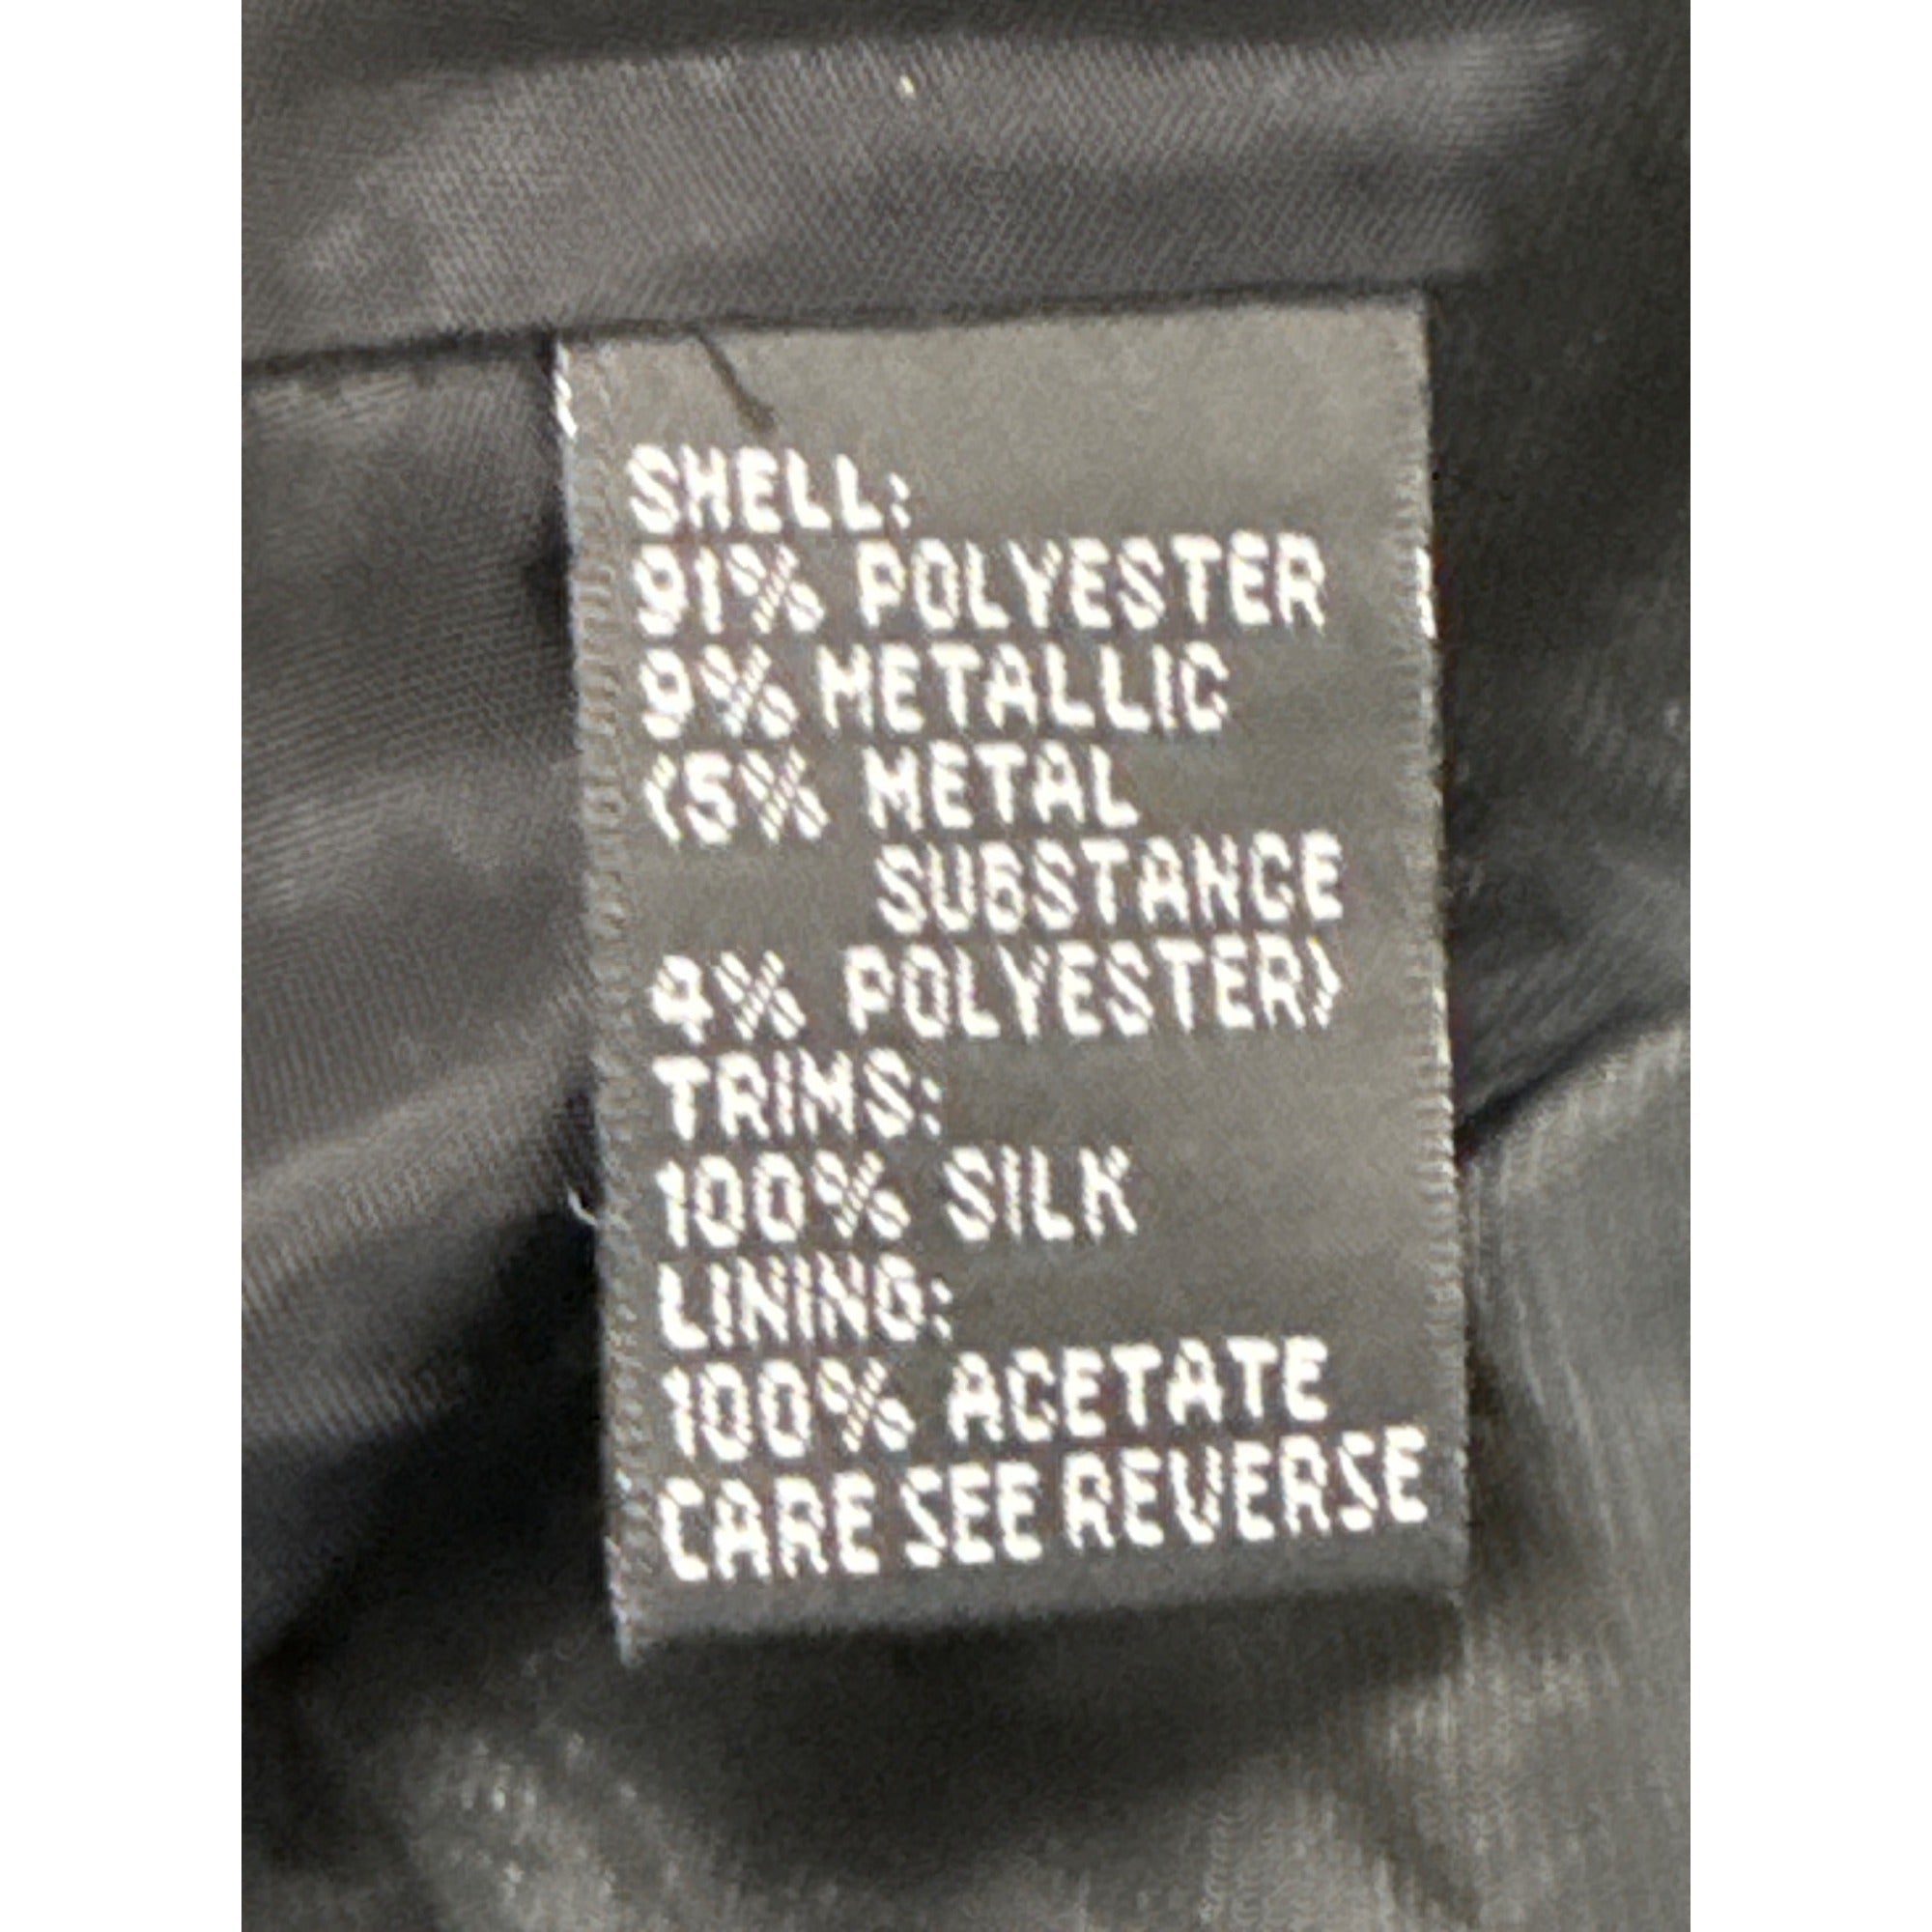 SHELL:
91% POLYESTER
9% METALLIC
(5% METAL
SUBSTANCE
4% POLYESTER)
TRIMS:
100% SILK
LINING:
100% ACETATE
CARE SEE REVERSE